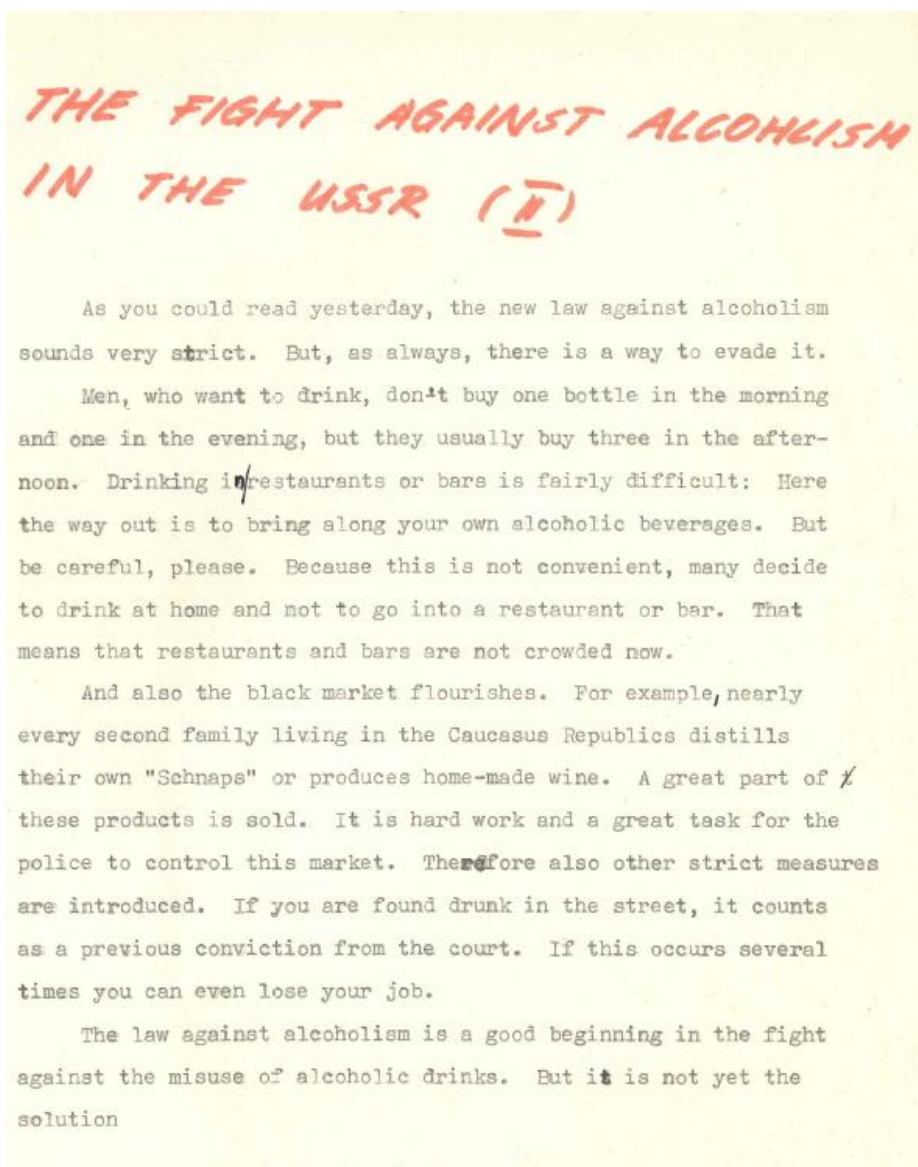 THE FIGHT AGAINST ALCOHOLISM
IN THE USSR (II)
As you could read yesterday, the new law against alcoholism
sounds very strict. But, as always, there is a way to evade it.
Men, who want to drink, don't buy one bottle in the morning
and one in the evening, but they usually buy three in the after-
noon. Drinking in/restaurants or bars is fairly difficult: Here
the way out is to bring along your own alcoholic beverages. But
be careful, please. Because this is not convenient, many decide
to drink at home and not to go into a restaurant or bar. That
means that restaurants and bars are not crowded now.
And also the black market flourishes. For example, nearly
every second family living in the Caucasus Republics distills
their own "Schnaps" or produces home-made wine. A great part of
these products is sold. It is hard work and a great task for the
police to control this market. Therefore also other strict measures
are introduced. If you are found drunk in the street, it counts
as a previous conviction from the court. If this occurs several
times you can even lose your job.
The law against alcoholism is a good beginning in the fight
against the misuse of alcoholic drinks. But it is not yet the
solution